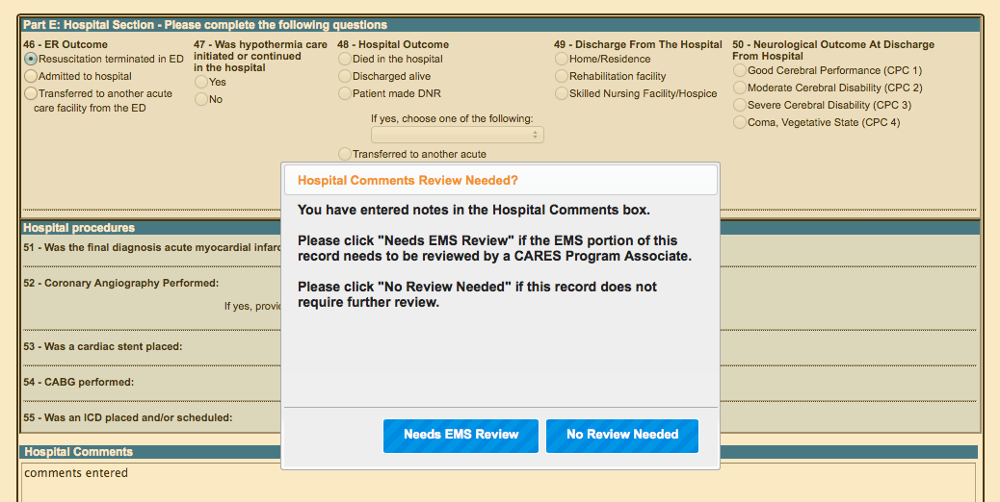 Part E: Hospital Section - Please complete the following questions
46 - ER Outcome
Resuscitation terminated in ED
Admitted to hospital
Transferred to another acute
care facility from the ED
47 - Was hypothermia care
initiated or continued
in the hospital
Yes
No
48 - Hospital Outcome
Died in the hospital
Discharged alive
Patient made DNR
If yes, choose one of the following:
Transferred to another acute
49 - Discharge From The Hospital
Home/Residence
Rehabilitation facility
Skilled Nursing Facility/Hospice
50 - Neurological Outcome At Discharge
From Hospital
Good Cerebral Performance (CPC 1)
Moderate Cerebral Disability (CPC 2)
Severe Cerebral Disability (CPC 3)
Coma, Vegetative State (CPC 4)
Hospital Comments Review Needed?
You have entered notes in the Hospital Comments box.
Please click "Needs EMS Review" if the EMS portion of this
record needs to be reviewed by a CARES Program Associate.
Please click "No Review Needed" if this record does not
require further review.
Needs EMS Review
No Review Needed
Hospital procedures
51 - Was the final diagnosis acute myocardial
52 - Coronary Angiography Performed:
If yes,
53 - Was a cardiac stent placed:
54 - CABG performed:
55 - Was an ICD placed and/or scheduled:
Hospital Comments
comments entered